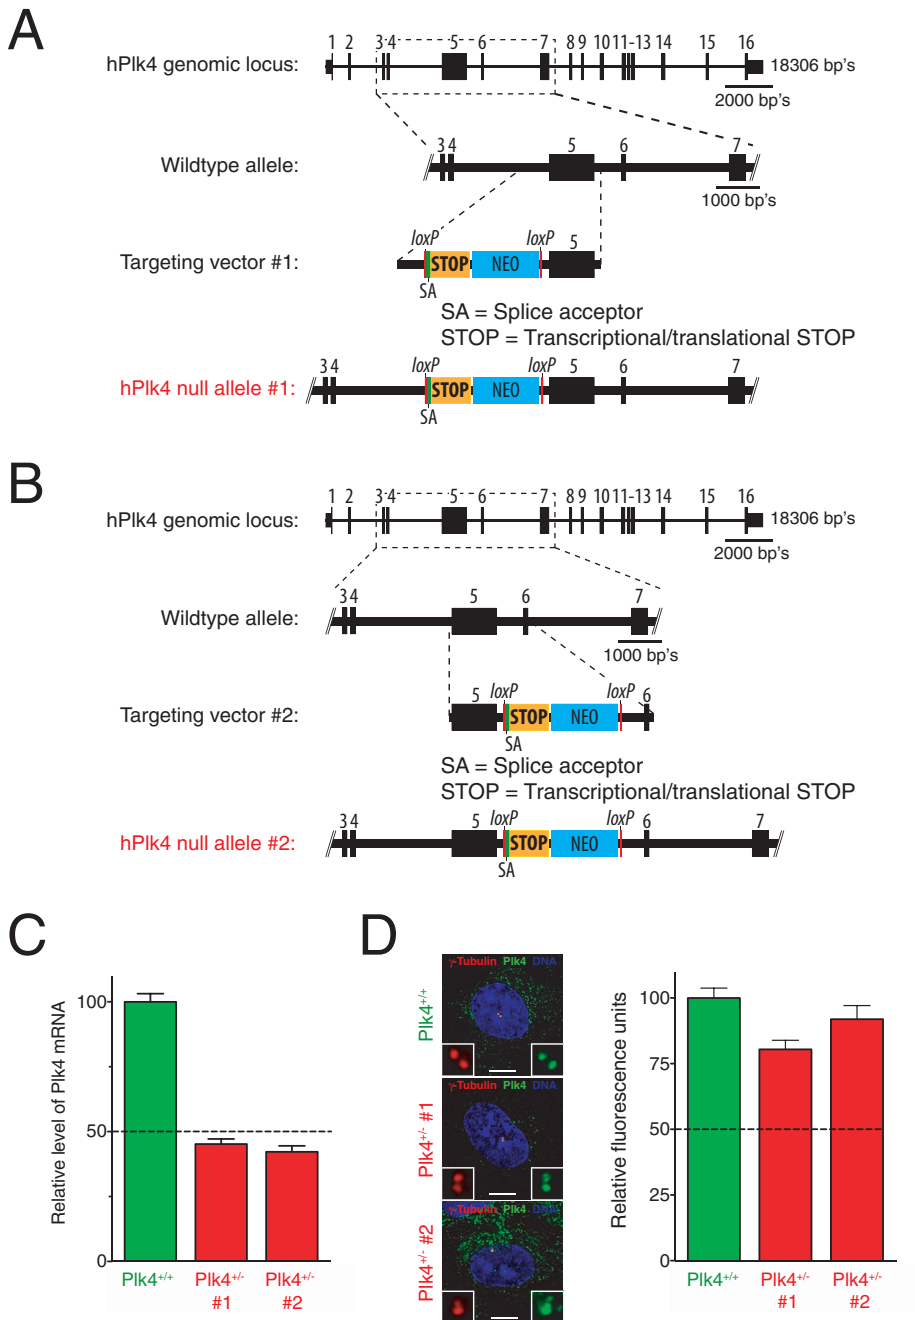 A
1 2 3 4 5 6 7 8 9 10 11-13 14 15 16
hPlk4 genomic locus: 18306 bp's
2000 bp's
3 4 5 6 7
Wildtype allele:
1000 bp's
loxP loxP 5
Targeting vector #1: STOP NEO
SA
SA = Splice acceptor
STOP = Transcriptional/translational STOP
3 4 loxP loxP 5 6 7
hPlk4 null allele #1: STOP NEO
SA
B
1 2 3 4 5 6 7 8 9 10 11-13 14 15 16
hPlk4 genomic locus: 18306 bp's
2000 bp's
3 4 5 6 7
Wildtype allele:
1000 bp's
5 loxP loxP 6
Targeting vector #2: STOP NEO
SA
SA = Splice acceptor
STOP = Transcriptional/translational STOP
3 4 5 loxP loxP 6 7
hPlk4 null allele #2: STOP NEO
SA
C
Relative level of Plk4 mRNA
100
50
0
Plk4+/+ Plk4+/- #1 Plk4+/- #2
D
Plk4+/+
γ-Tubulin Plk4 DNA
Plk4+/- #1
γ-Tubulin Plk4 DNA
Plk4+/- #2
γ-Tubulin Plk4 DNA
Relative fluorescence units
100
75
50
25
0
Plk4+/+ Plk4+/- #1 Plk4+/- #2